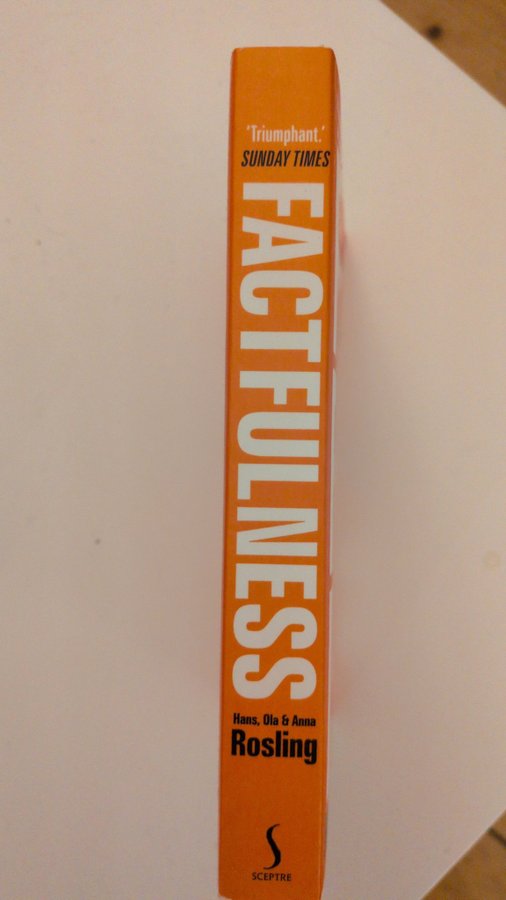 'Triumphant.'
SUNDAY TIMES
FACTFULNESS
Hans, Ola & Anna
Rosling
SCEPTRE